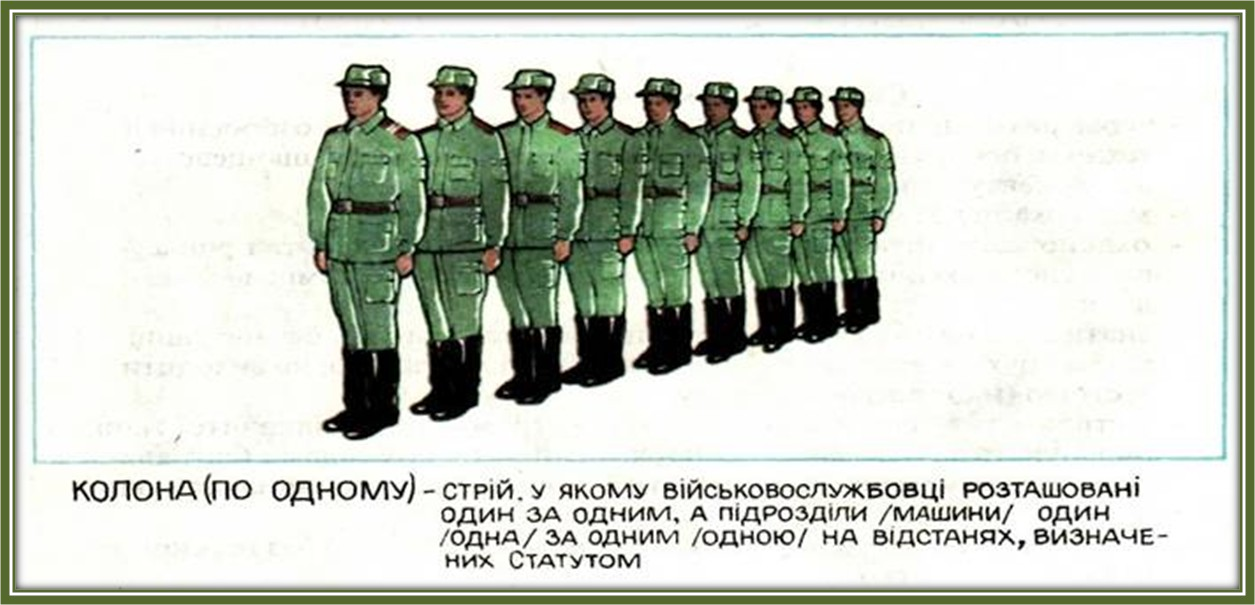 КОЛОНА (ПО ОДНОМУ) – СТРІЙ. У ЯКОМУ ВІЙСЬКОВОСЛУЖБОВЦІ РОЗТАШОВАНІ
ОДИН ЗА ОДНИМ, А ПІДРОЗДІЛИ /МАШИНИ/ ОДИН
/ОДНА/ ЗА ОДНИМ /ОДНОЮ/ НА ВІДСТАНЯХ, ВИЗНАЧЕ-
НИХ СТАТУТОМ